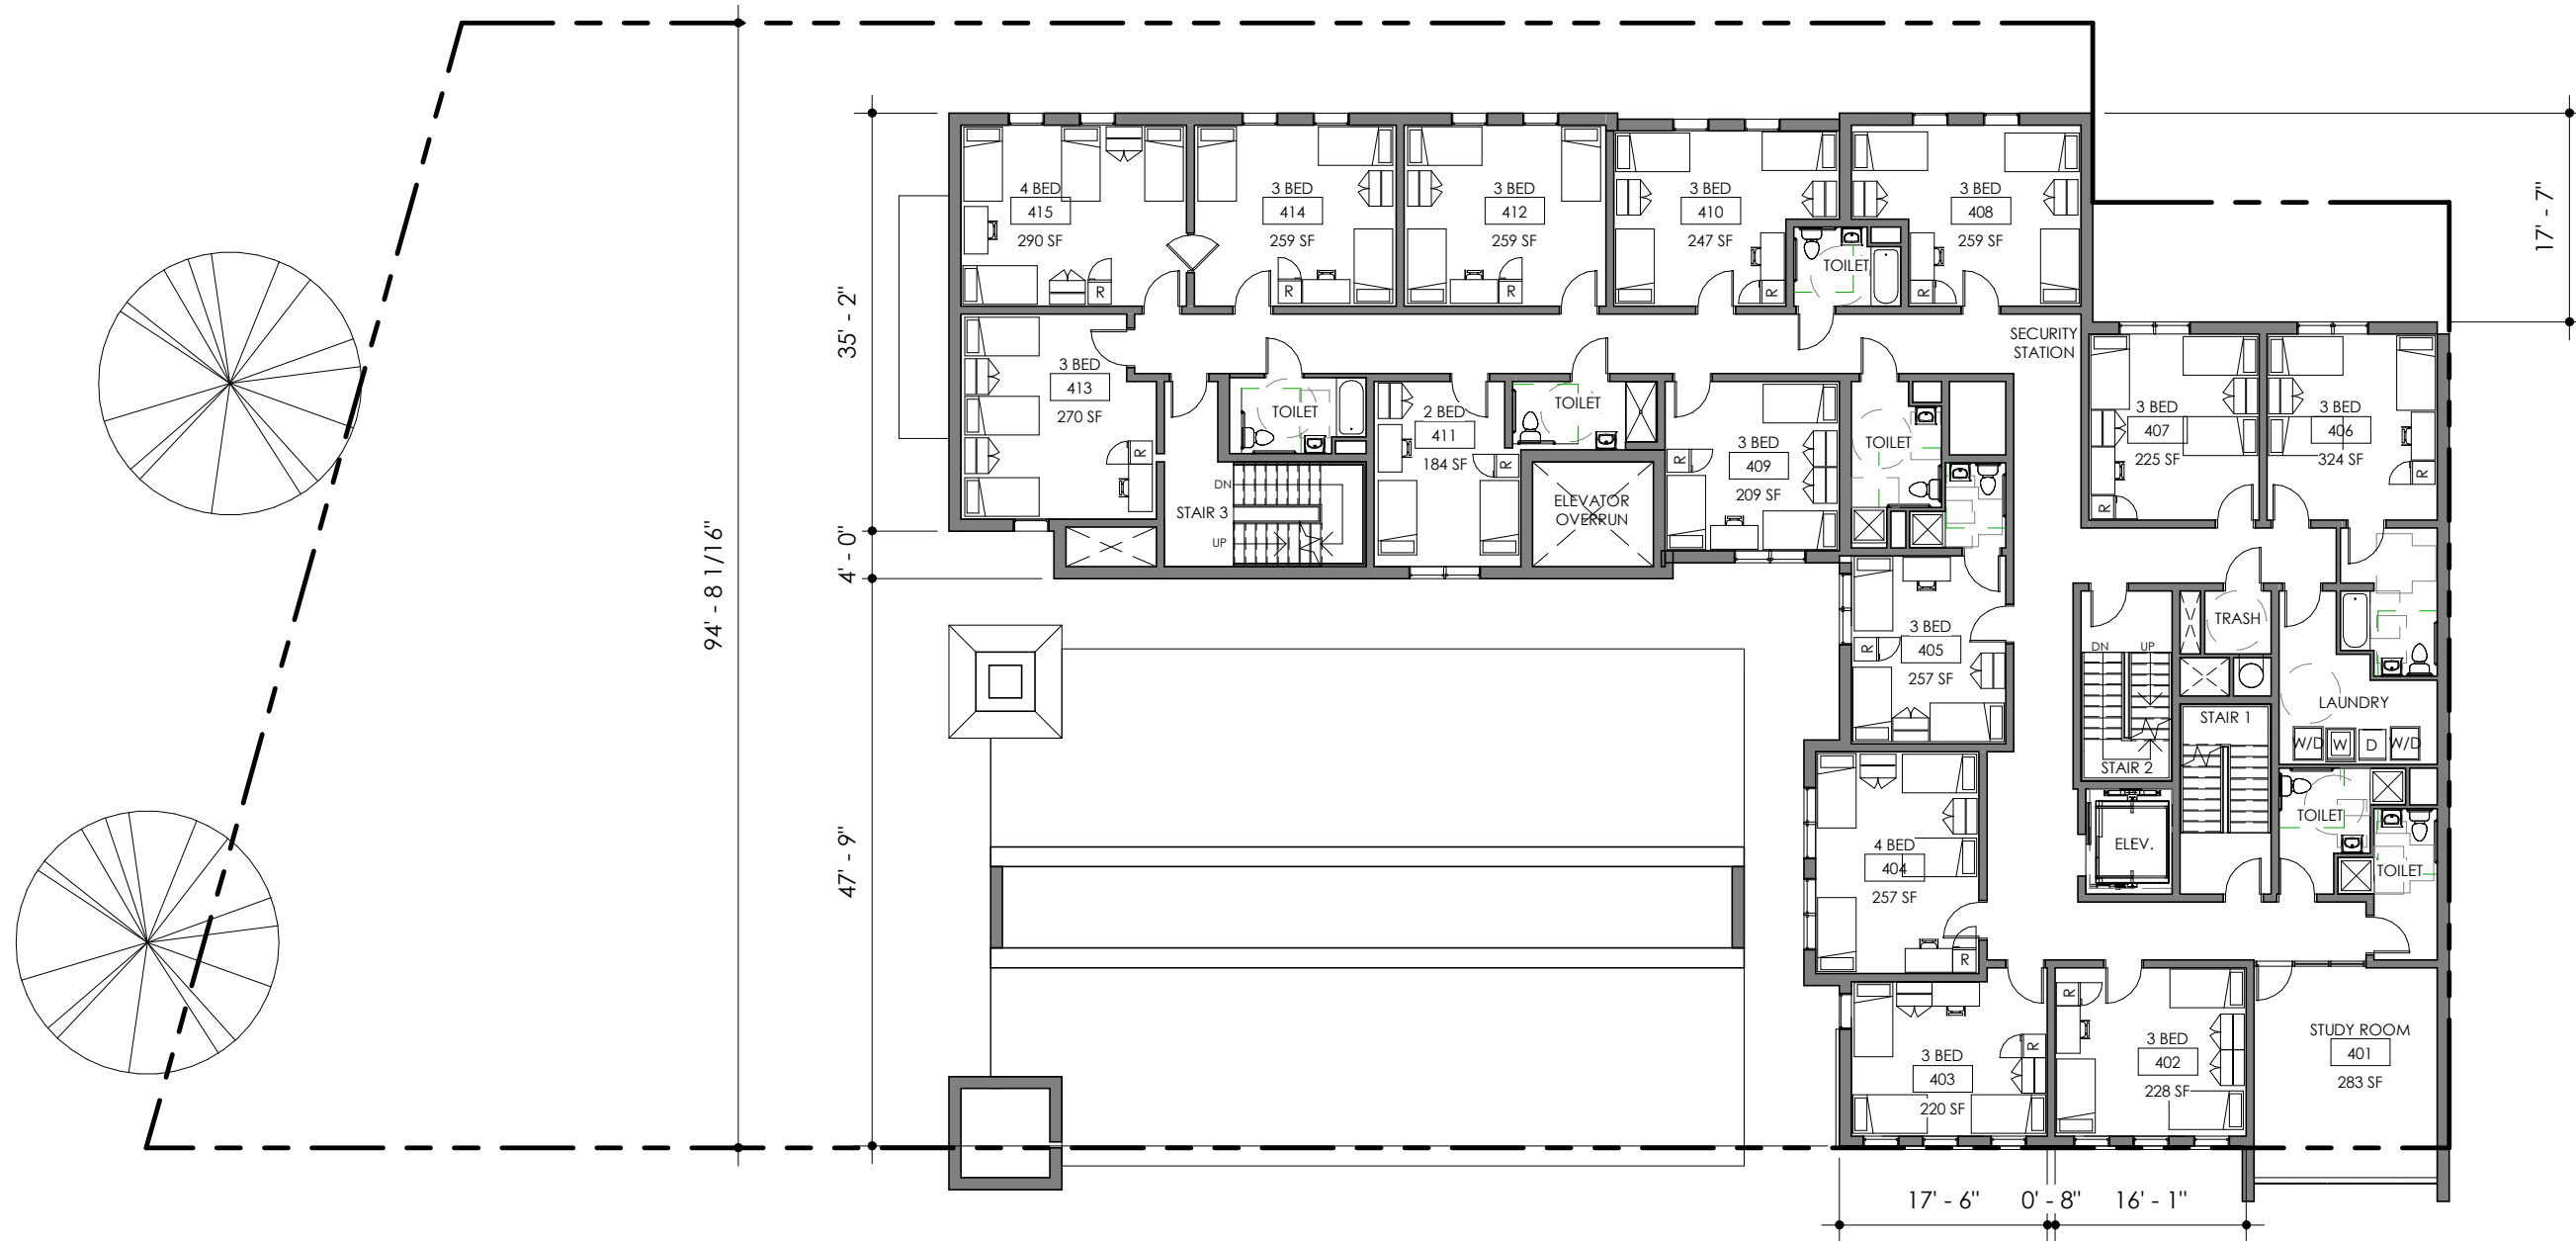 4 BED
415
290 SF
3 BED
414
259 SF
3 BED
412
259 SF
3 BED
410
247 SF
3 BED
408
259 SF
R
R
R
R
R
TOILET
SECURITY
STATION
17' - 7"
35' - 2"
4' - 0"
94' - 8 1/16"
47' - 9"
3 BED
413
270 SF
R
TOILET
STAIR 3
DN
UP
2 BED
411
184 SF
R
TOILET
ELEVATOR
OVERRUN
3 BED
409
209 SF
R
TOILET
3 BED
407
225 SF
R
3 BED
406
324 SF
R
3 BED
405
257 SF
R
DN
UP
STAIR 2
TRASH
STAIR 1
LAUNDRY
W/D
W
D
W/D
TOILET
TOILET
ELEV.
4 BED
404
257 SF
R
3 BED
403
220 SF
R
3 BED
402
228 SF
R
STUDY ROOM
401
283 SF
17' - 6"
0' - 8"
16' - 1"